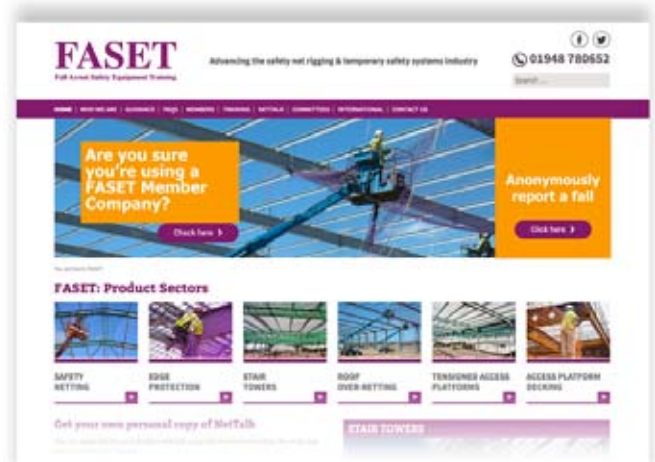 FASET
Fall Arrest Safety Equipment Training
Advancing the safety net rigging & temporary safety systems industry
01948 780652
Search ...
HOME | WHO WE ARE | GUIDANCE | FAQS | MEMBERS | TRAINING | NETTALK | COMMITTEES | INTERNATIONAL | CONTACT US
Are you sure
you're using a
FASET Member
Company?
Check here
Anonymously
report a fall
Click here
FASET: Product Sectors
SAFETY
NETTING
EDGE
PROTECTION
STAIR
TOWERS
ROOF
OVER-NETTING
TENSIONED ACCESS
PLATFORMS
ACCESS PLATFORM
DECKING
Get your own personal copy of NetTalk
STAIR TOWERS